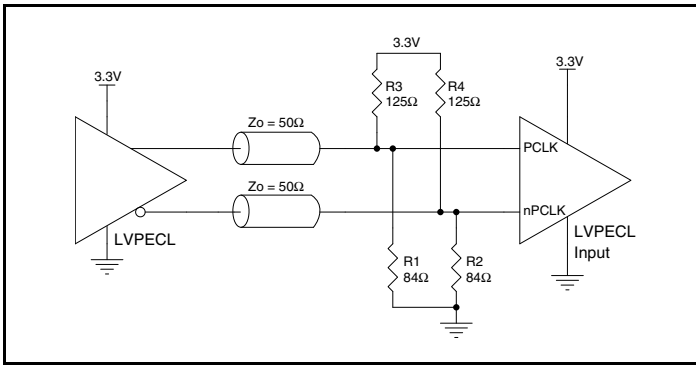 3.3V
3.3V
3.3V
R3
125Ω
R4
125Ω
Zo = 50Ω
PCLK
Zo = 50Ω
nPCLK
LVPECL
LVPECL
Input
R1
84Ω
R2
84Ω